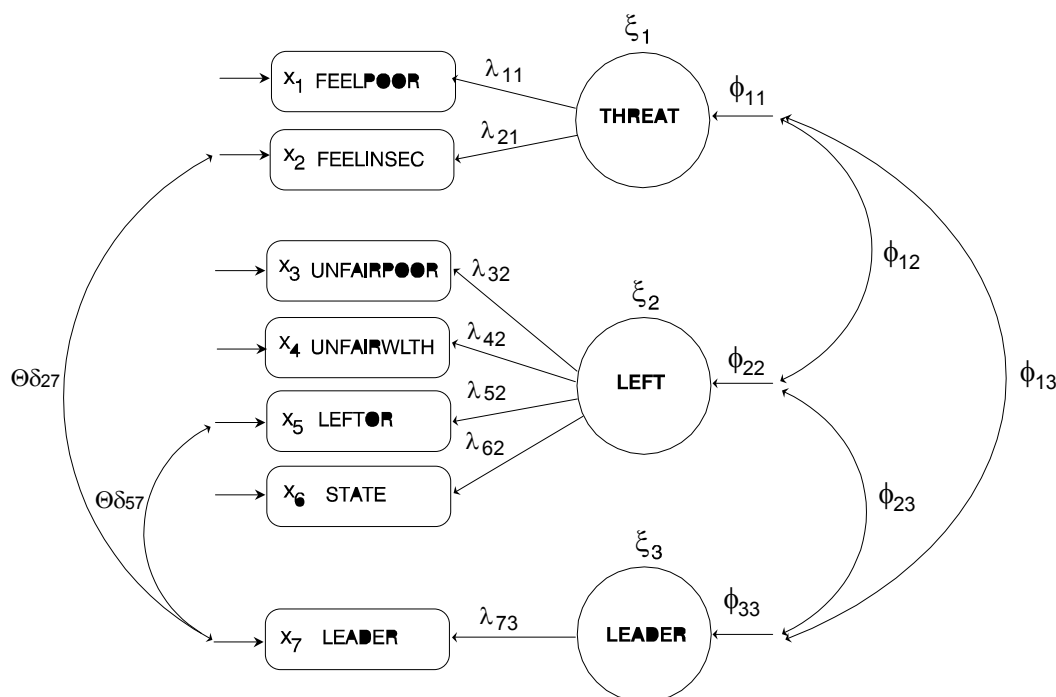 ξ1
x1 FEELPOOR
λ11
THREAT
ϕ11
x2 FEELINSEC
λ21
ϕ12
x3 UNFAIRPOOR
λ32
ξ2
x4 UNFAIRWLTH
λ42
LEFT
ϕ22
ϕ13
Θδ27
x5 LEFTOR
λ52
λ62
x6 STATE
Θδ57
ϕ23
ξ3
x7 LEADER
λ73
LEADER
ϕ33